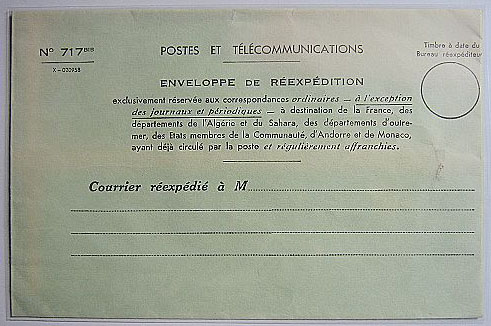 Nº 717 BIS
X-020958
POSTES ET TÉLÉCOMMUNICATIONS
Timbre à date du
Bureau réexpéditeur
ENVELOPPE DE RÉEXPÉDITION
exclusivement réservée aux correspondances ordinaires — à l'exception
des journaux et périodiques — à destination de la France, des
départements de l'Algérie et du Sahara, des départements d'outre-
mer, des Etats membres de la Communauté, d'Andorre et de Monaco,
ayant déjà circulé par la poste et régulièrement affranchies.
Courrier réexpédié à M